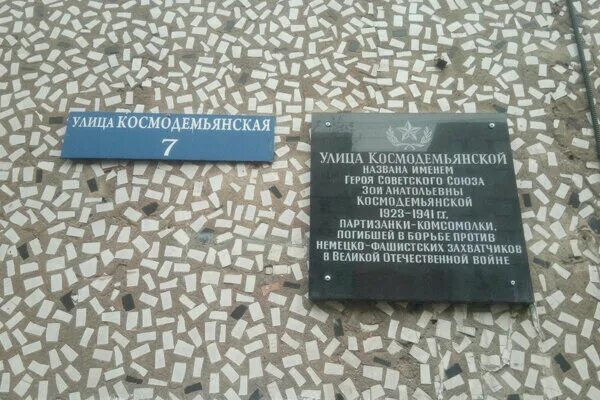 УЛИЦА КОСМОДЕМЬЯНСКАЯ
7
УЛИЦА КОСМОДЕМЬЯНСКОЙ
НАЗВАНА ИМЕНЕМ
ГЕРОЯ СОВЕТСКОГО СОЮЗА
ЗОИ АНАТОЛЬЕВНЫ
КОСМОДЕМЬЯНСКОЙ
1923-1941 г.г.
ПАРТИЗАНКИ-КОМСОМОЛКИ,
ПОГИБШЕЙ В БОРЬБЕ ПРОТИВ
НЕМЕЦКО-ФАШИСТСКИХ ЗАХВАТЧИКОВ
В ВЕЛИКОЙ ОТЕЧЕСТВЕННОЙ ВОЙНЕ